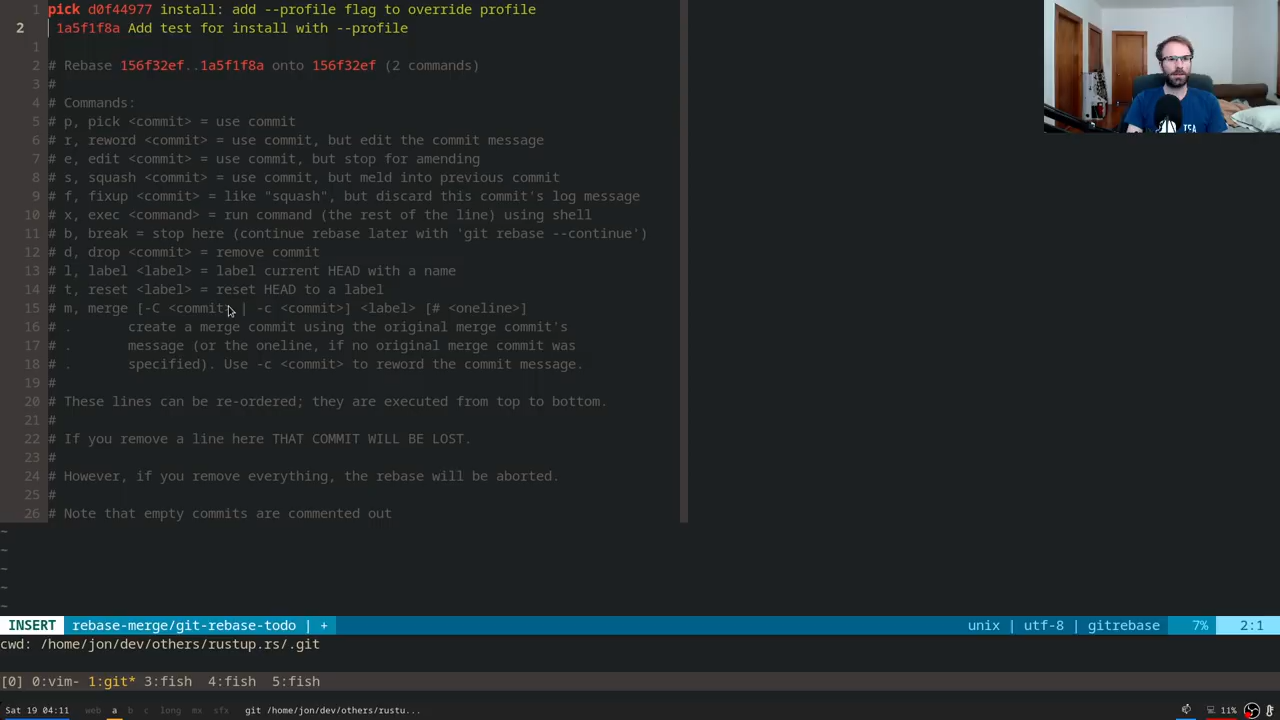 1 pick d0f44977 install: add --profile flag to override profile
2 1a5f1f8a Add test for install with --profile
1
2 # Rebase 156f32ef..1a5f1f8a onto 156f32ef (2 commands)
3 #
4 # Commands:
5 # p, pick <commit> = use commit
6 # r, reword <commit> = use commit, but edit the commit message
7 # e, edit <commit> = use commit, but stop for amending
8 # s, squash <commit> = use commit, but meld into previous commit
9 # f, fixup <commit> = like "squash", but discard this commit's log message
10 # x, exec <command> = run command (the rest of the line) using shell
11 # b, break = stop here (continue rebase later with 'git rebase --continue')
12 # d, drop <commit> = remove commit
13 # l, label <label> = label current HEAD with a name
14 # t, reset <label> = reset HEAD to a label
15 # m, merge [-C <commit> | -c <commit>] <label> [# <oneline>]
16 # . create a merge commit using the original merge commit's
17 # . message (or the oneline, if no original merge commit was
18 # . specified). Use -c <commit> to reword the commit message.
19 #
20 # These lines can be re-ordered; they are executed from top to bottom.
21 #
22 # If you remove a line here THAT COMMIT WILL BE LOST.
23 #
24 # However, if you remove everything, the rebase will be aborted.
25 #
26 # Note that empty commits are commented out
~
~
~
~
~
INSERT rebase-merge/git-rebase-todo | + unix | utf-8 | gitrebase 7% 2:1
cwd: /home/jon/dev/others/rustup.rs/.git
[0] 0:vim- 1:git* 3:fish 4:fish 5:fish
Sat 19 04:11 web a b c long mx sfx git /home/jon/dev/others/rustu... 11%